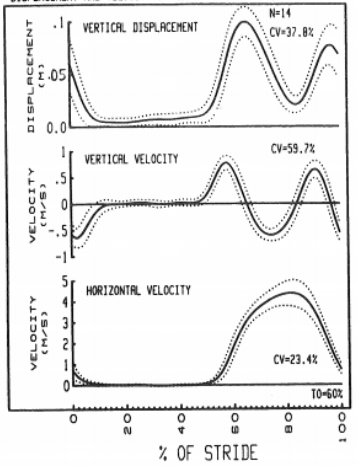 N=14
VERTICAL DISPLACEMENT
CV=37.8%
DISPLACEMENT
(M)
.1
.05
0.0
CV=59.7%
VERTICAL VELOCITY
VELOCITY
(M/S)
1
.5
0
-.5
-1
HORIZONTAL VELOCITY
VELOCITY
(M/S)
5
4
3
2
1
0
CV=23.4%
TO=60%
0 20 40 60 80 100
% OF STRIDE